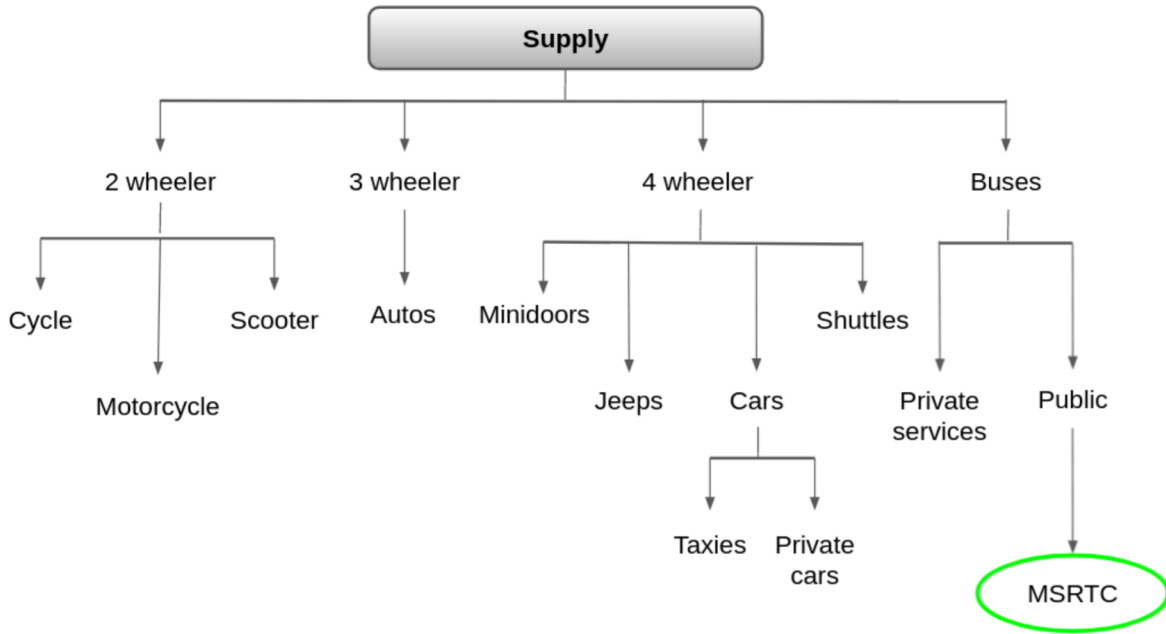 Supply
2 wheeler
3 wheeler
4 wheeler
Buses
Cycle
Scooter
Autos
Minidoors
Shuttles
Motorcycle
Jeeps
Cars
Private
services
Public
Taxies
Private
cars
MSRTC